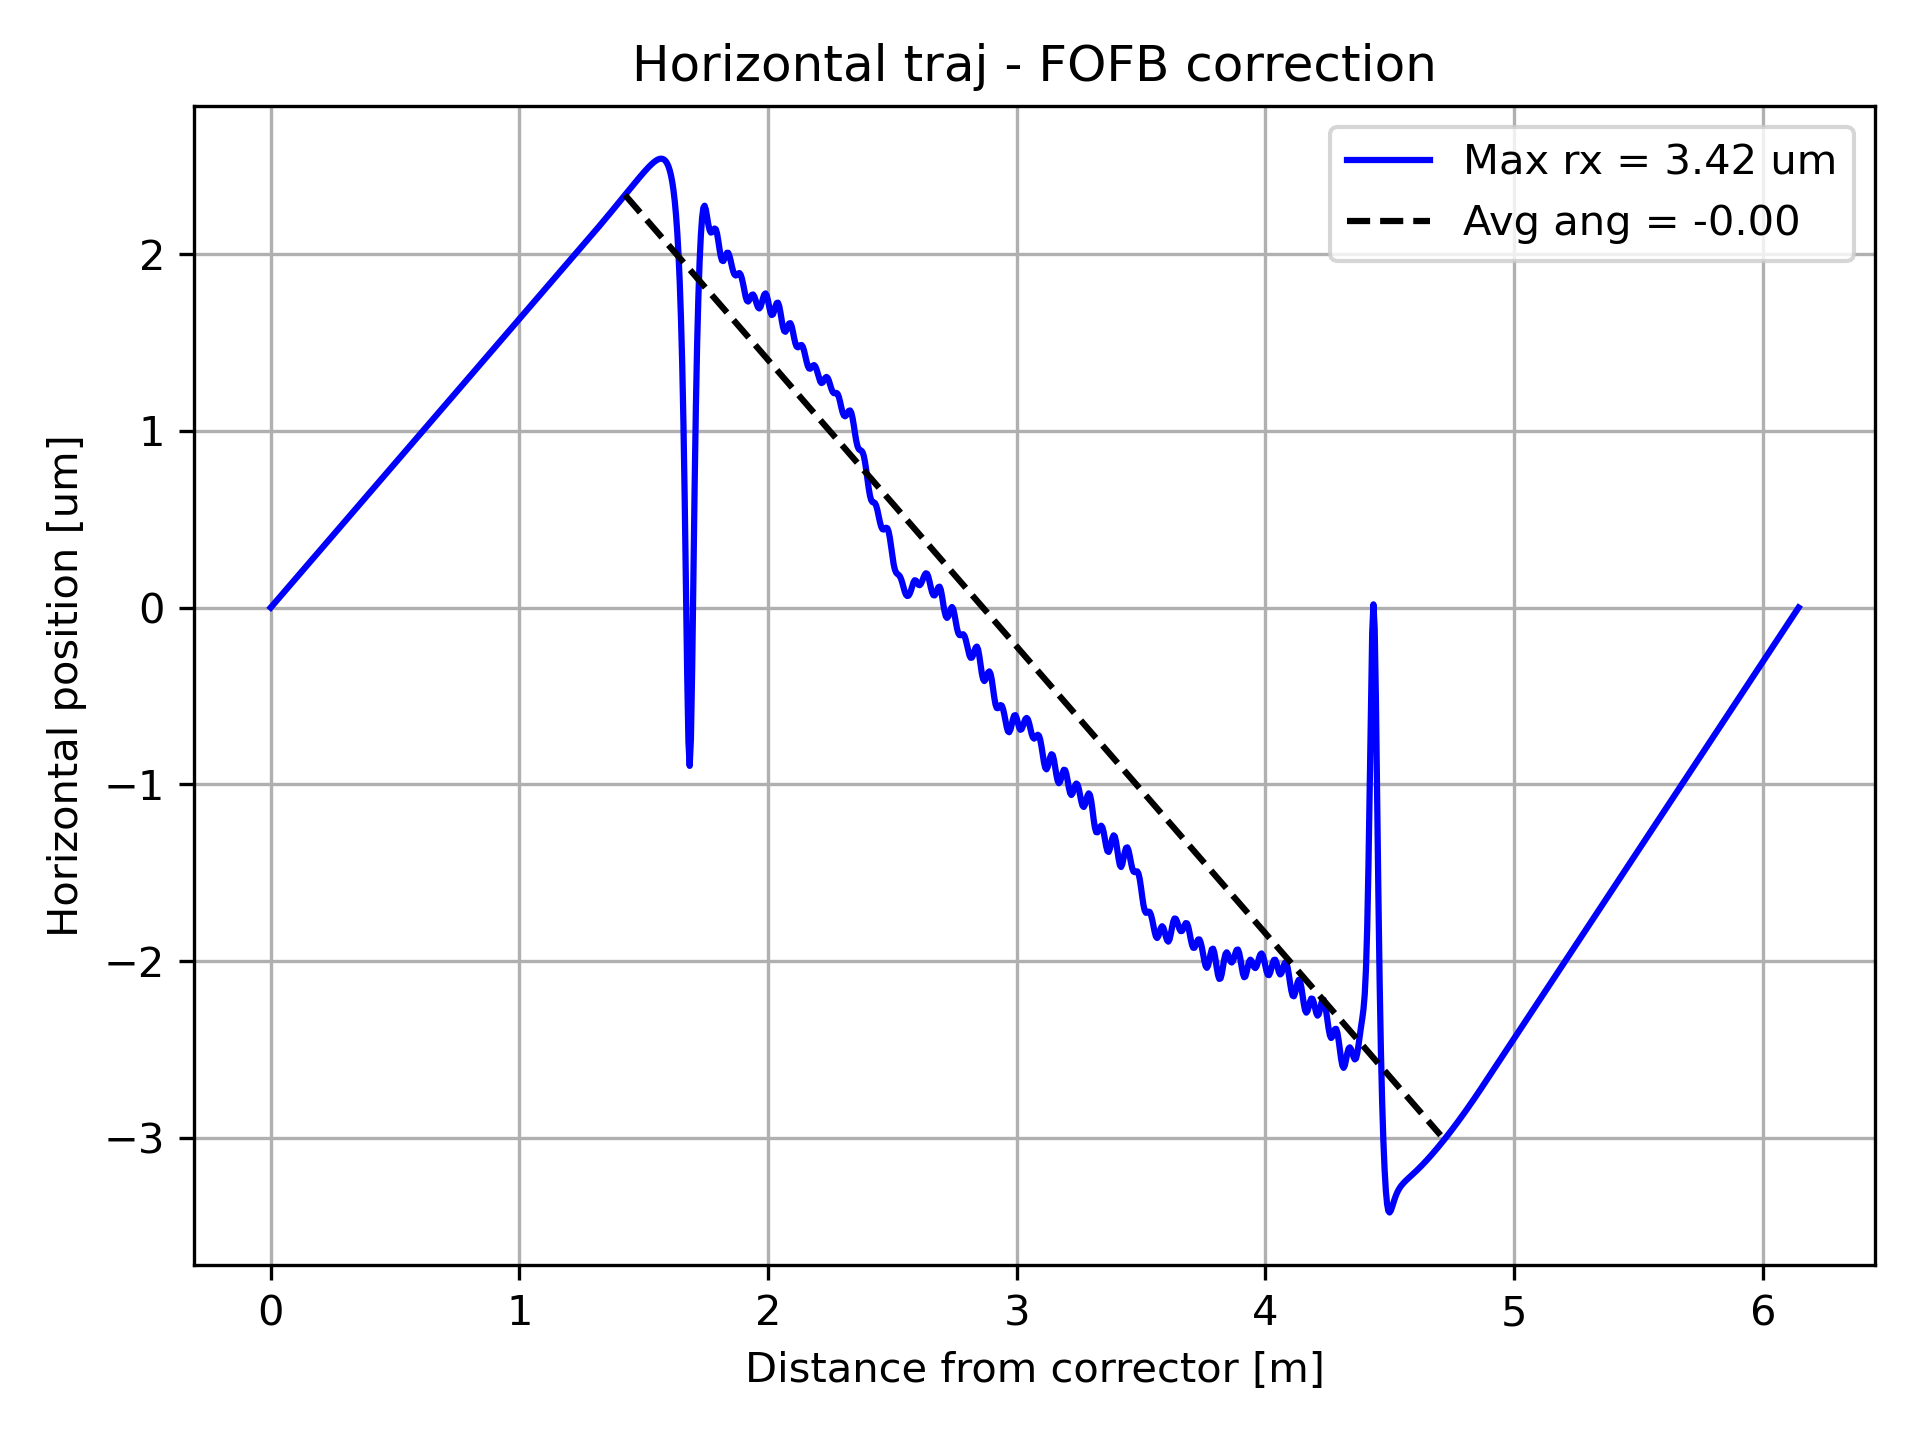 Horizontal traj - FOFB correction
Max rx = 3.42 um
Avg ang = -0.00
Horizontal position [um]
2
1
0
−1
−2
−3
0 1 2 3 4 5 6
Distance from corrector [m]